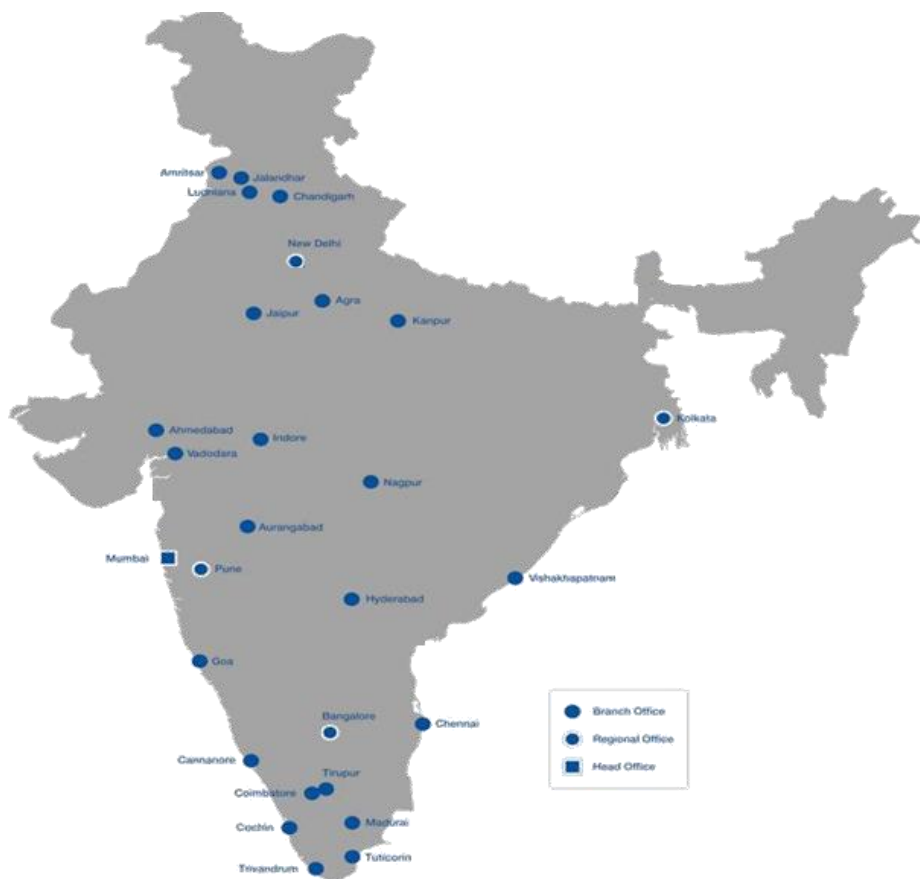 Amritsar
Jalandhar
Ludhiana
Chandigarh
New Delhi
Agra
Jaipur
Kanpur
Kolkata
Ahmedabad
Indore
Vadodara
Nagpur
Aurangabad
Mumbai
Pune
Vishakhapatnam
Hyderabad
Goa
Bangalore
Chennai
Cannanore
Tirupur
Coimbatore
Cochin
Madurai
Tuticorin
Trivandrum
Branch Office
Regional Office
Head Office